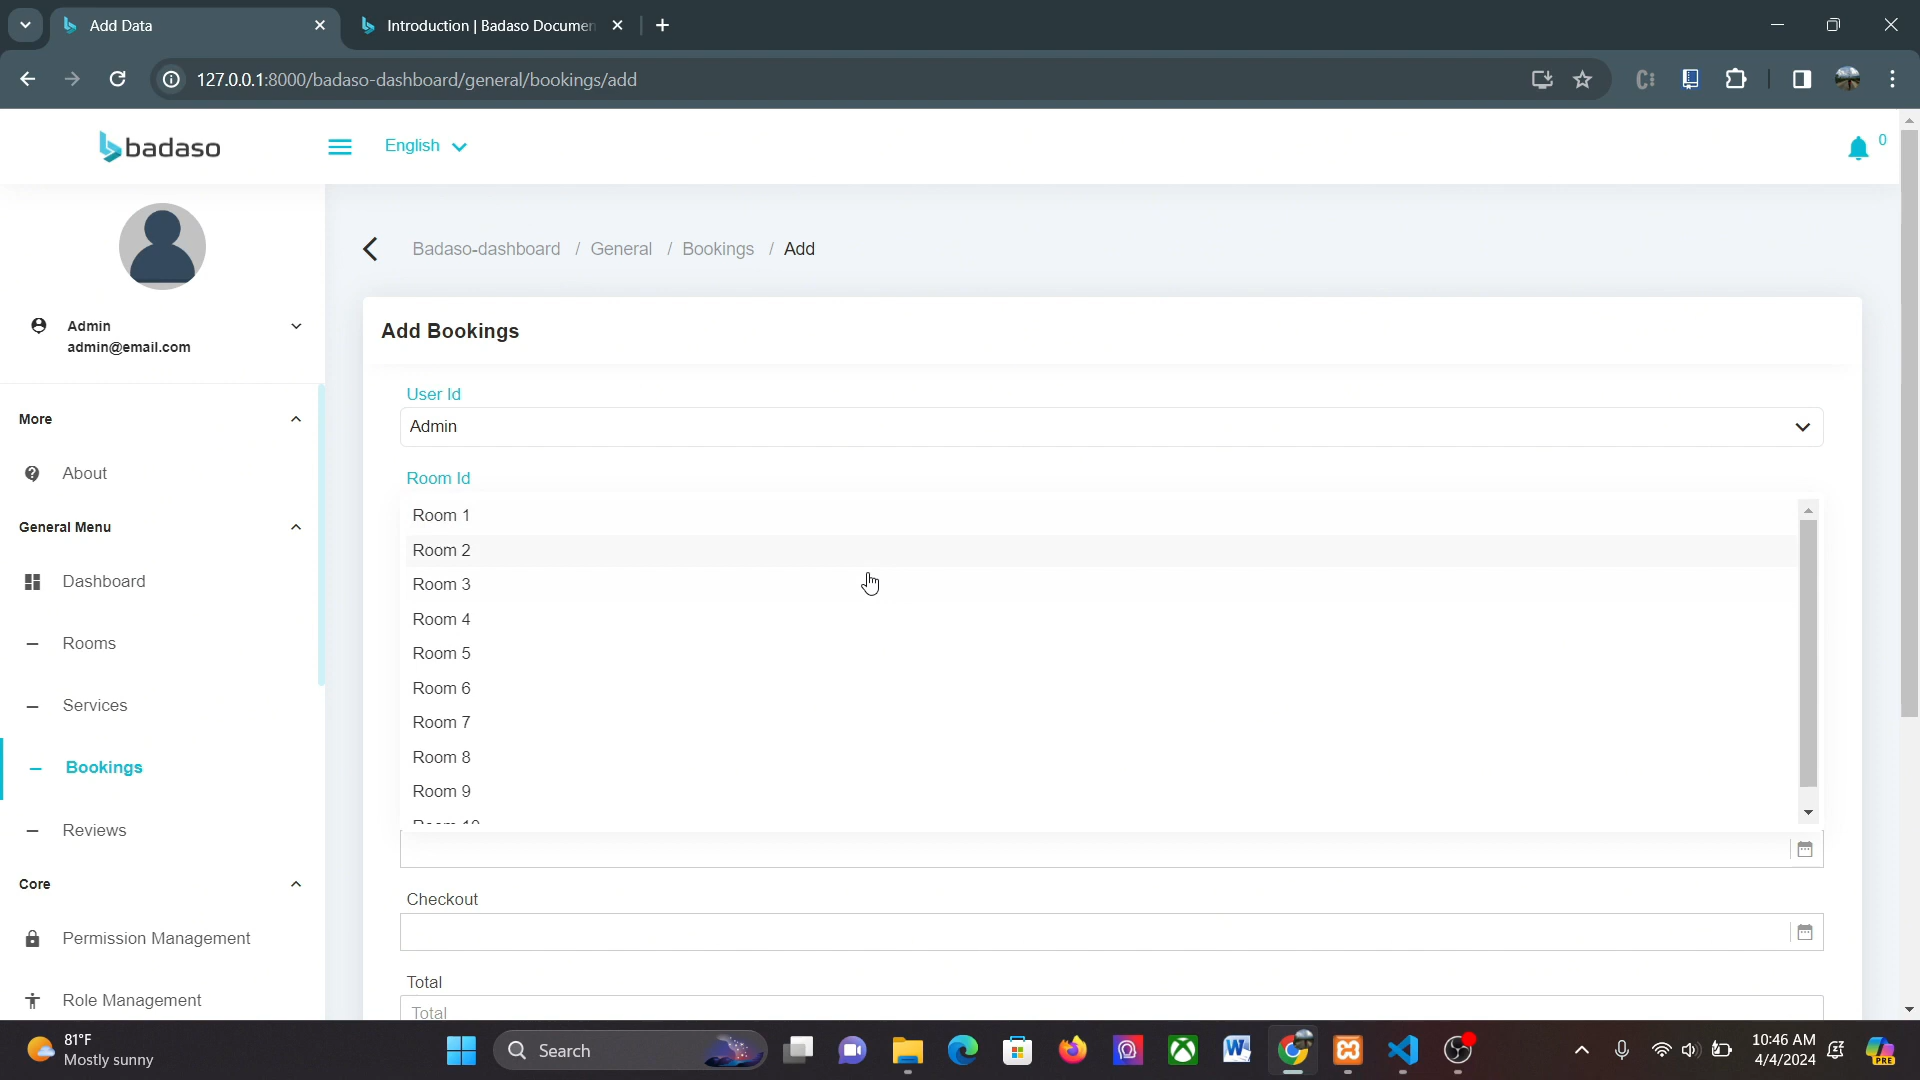 Add Data
Introduction | Badaso Documen
127.0.0.1:8000/badaso-dashboard/general/bookings/add
badaso
English
0
Admin
admin@email.com
More
About
General Menu
Dashboard
Rooms
Services
Bookings
Reviews
Core
Permission Management
Role Management
Badaso-dashboard / General / Bookings / Add
Add Bookings
User Id
Admin
Room Id
Room 1
Room 2
Room 3
Room 4
Room 5
Room 6
Room 7
Room 8
Room 9
Room 10
Checkout
Total
Total
81°F
Mostly sunny
Search
10:46 AM
4/4/2024
PRE